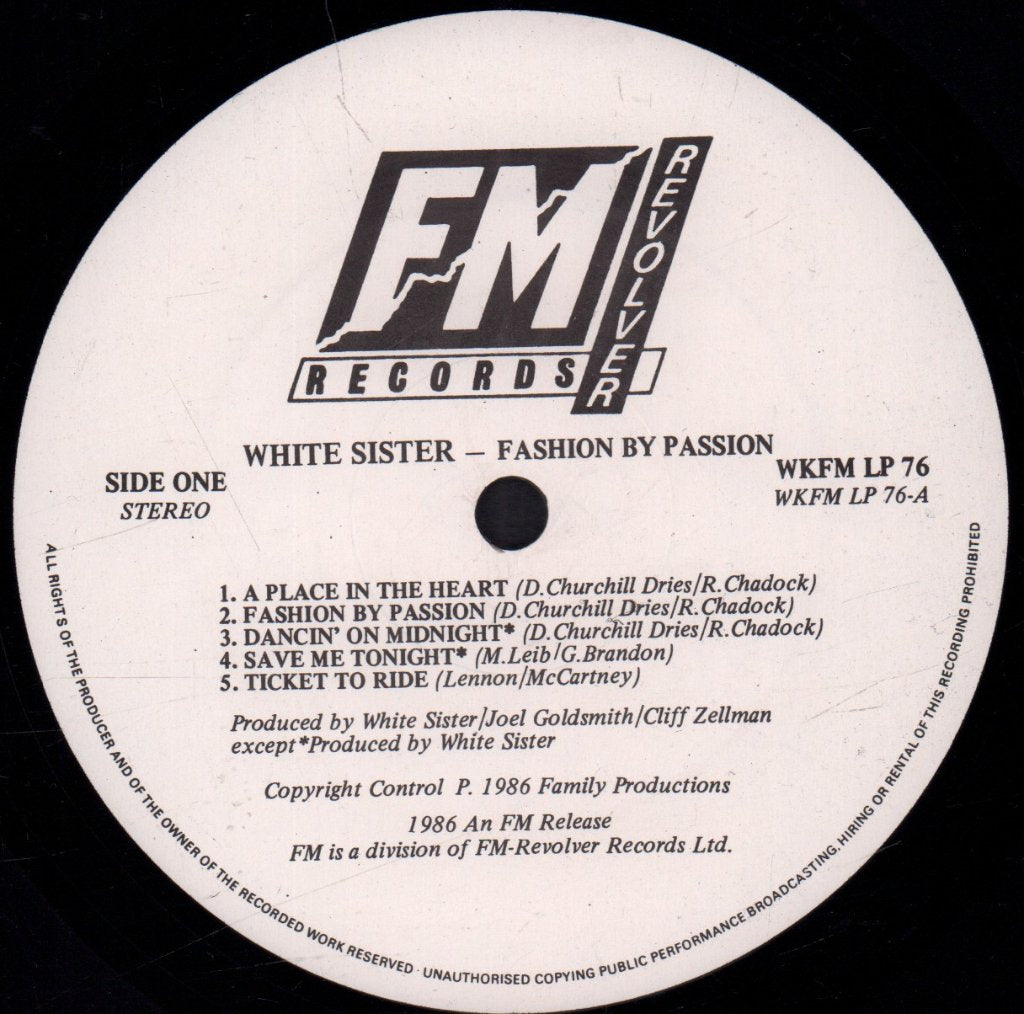 FM
REVOLVER
RECORDS
WHITE SISTER – FASHION BY PASSION
SIDE ONE
STEREO
WKFM LP 76
WKFM LP 76-A
1. A PLACE IN THE HEART (D.Churchill Dries/R.Chadock)
2. FASHION BY PASSION (D.Churchill Dries/R.Chadock)
3. DANCIN' ON MIDNIGHT* (D.Churchill Dries/R.Chadock)
4. SAVE ME TONIGHT* (M.Leib/G.Brandon)
5. TICKET TO RIDE (Lennon/McCartney)
Produced by White Sister/Joel Goldsmith/Cliff Zellman
except*Produced by White Sister
Copyright Control P. 1986 Family Productions
1986 An FM Release
FM is a division of FM-Revolver Records Ltd.
ALL RIGHTS OF THE PRODUCER AND OF THE OWNER OF THE RECORDED WORK RESERVED · UNAUTHORISED COPYING PUBLIC PERFORMANCE BROADCASTING, HIRING OR RENTAL OF THIS RECORDING PROHIBITED